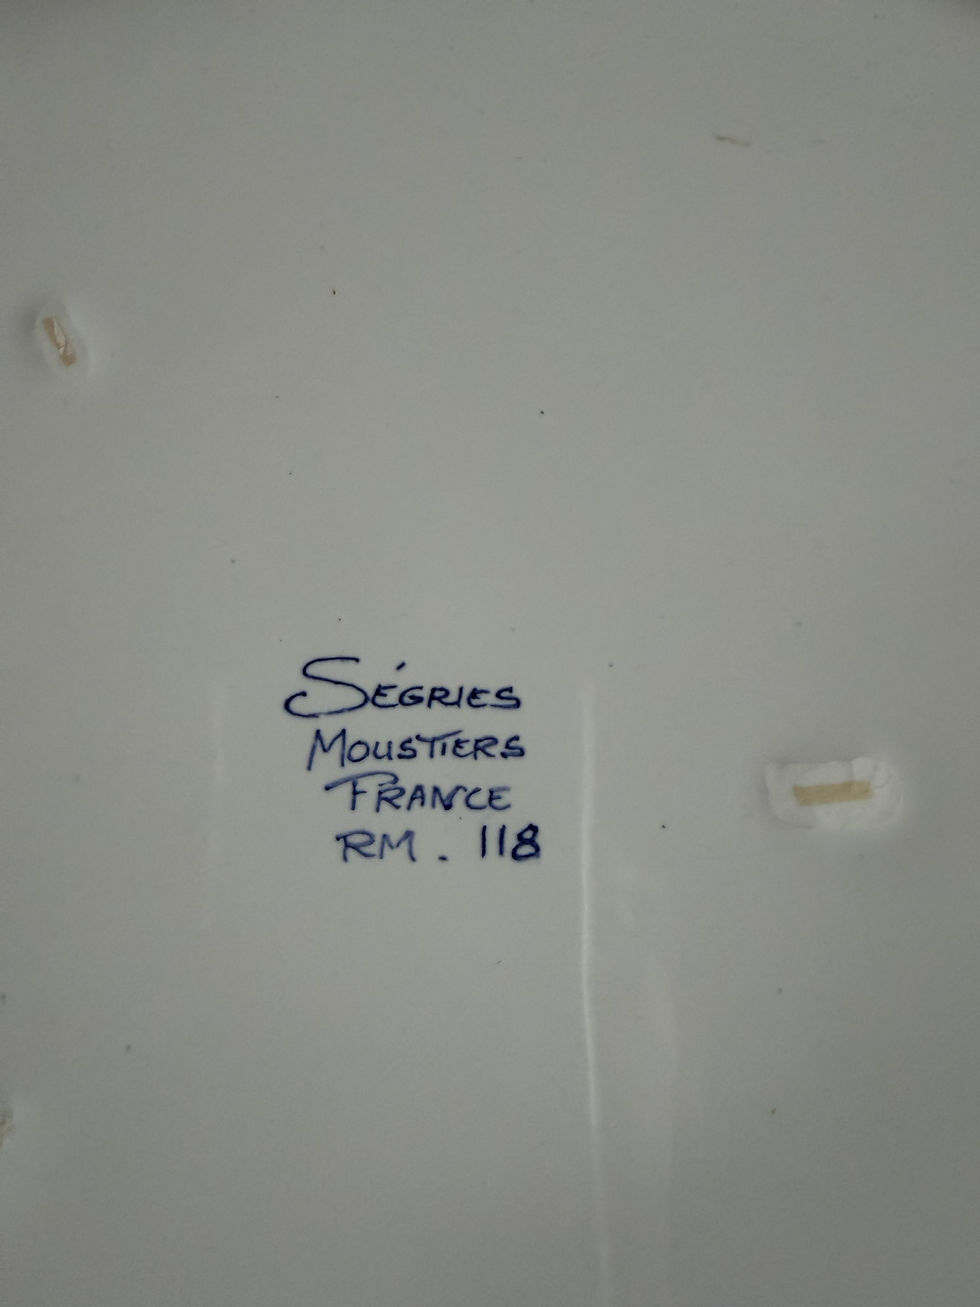 SÉGRIES
MOUSTIERS
FRANCE
RM. 118